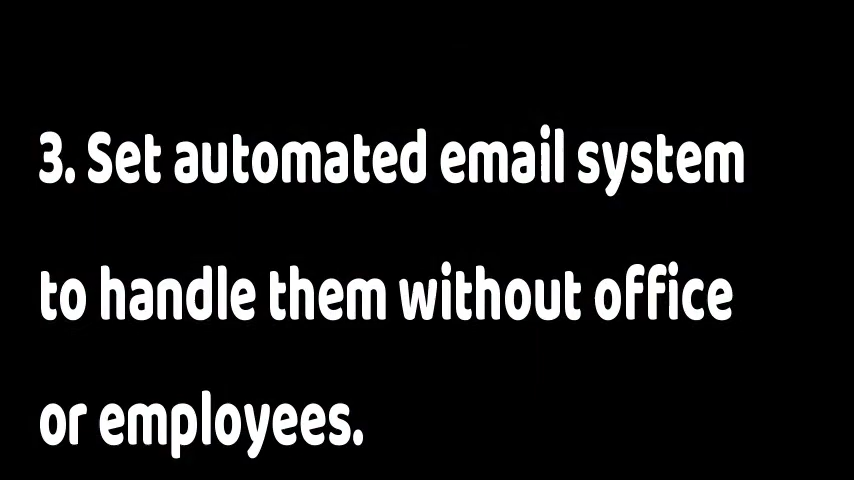 3. Set automated email system
to handle them without office
or employees.